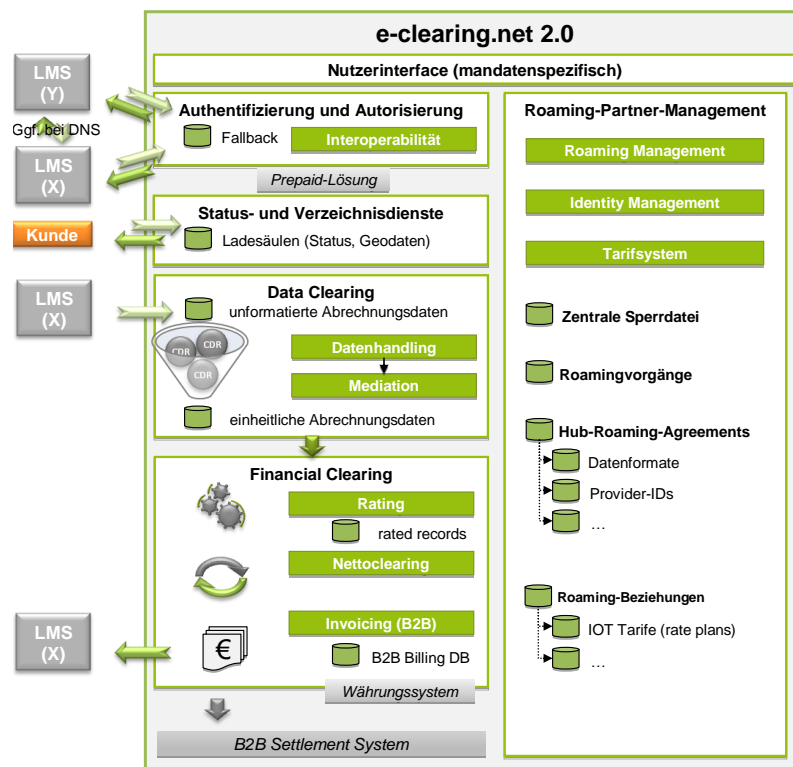 e-clearing.net 2.0
Nutzerinterface (mandatenspezifisch)
LMS
(Y)
Ggf. bei DNS
LMS
(X)
Kunde
LMS
(X)
LMS
(X)
Authentifizierung und Autorisierung
Fallback
Interoperabilität
Prepaid-Lösung
Status- und Verzeichnisdienste
Ladesäulen (Status, Geodaten)
Data Clearing
unformatierte Abrechnungsdaten
CDR
CDR
CDR
Datenhandling
Mediation
einheitliche Abrechnungsdaten
Financial Clearing
Rating
rated records
Nettoclearing
Invoicing (B2B)
€
B2B Billing DB
Währungssystem
B2B Settlement System
Roaming-Partner-Management
Roaming Management
Identity Management
Tarifsystem
Zentrale Sperrdatei
Roamingvorgänge
Hub-Roaming-Agreements
Datenformate
Provider-IDs
…
Roaming-Beziehungen
IOT Tarife (rate plans)
…